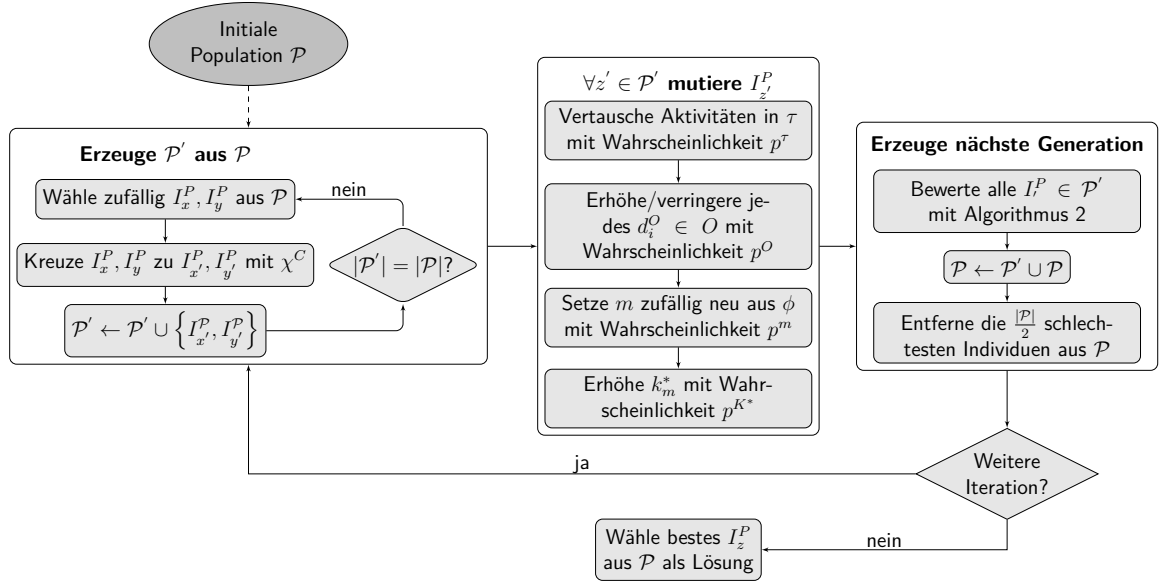 Initiale
Population 𝒫
Erzeuge 𝒫′ aus 𝒫
Wähle zufällig I_x^P, I_y^P aus 𝒫
nein
Kreuze I_x^P, I_y^P zu I_{x′}^P, I_{y′}^P mit χ^C
|𝒫′| = |𝒫|?
𝒫′ ← 𝒫′ ∪ {I_{x′}^𝒫, I_{y′}^𝒫}
∀z′ ∈ 𝒫′ mutiere I_{z′}^P
Vertausche Aktivitäten in τ
mit Wahrscheinlichkeit p^τ
Erhöhe/verringere je-
des d_i^O ∈ O mit
Wahrscheinlichkeit p^O
Setze m zufällig neu aus ϕ
mit Wahrscheinlichkeit p^m
Erhöhe k_m^* mit Wahr-
scheinlichkeit p^{K*}
Erzeuge nächste Generation
Bewerte alle I_′^P ∈ 𝒫′
mit Algorithmus 2
𝒫 ← 𝒫′ ∪ 𝒫
Entferne die |𝒫|/2 schlech-
testen Individuen aus 𝒫
Weitere
Iteration?
ja
nein
Wähle bestes I_z^P
aus 𝒫 als Lösung